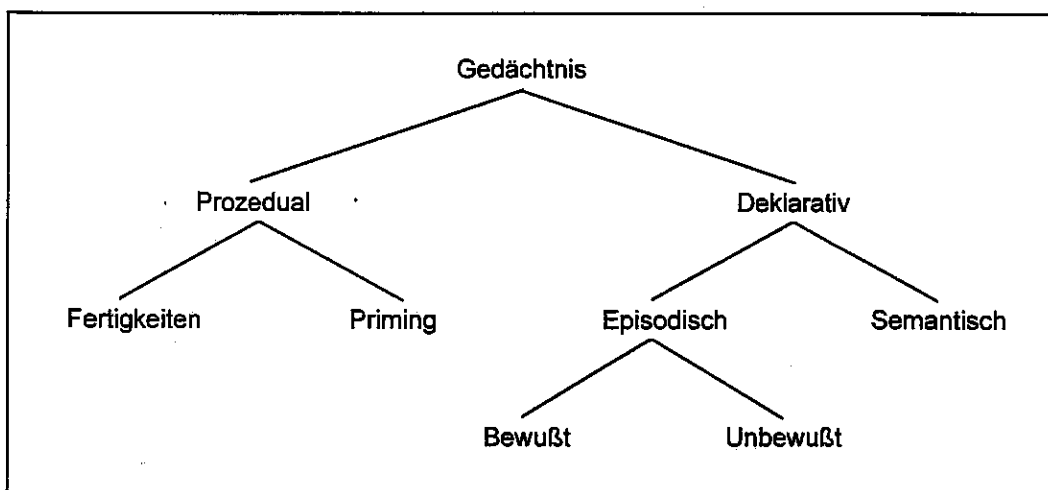 Gedächtnis
Prozedual Deklarativ
Fertigkeiten Priming Episodisch Semantisch
Bewußt Unbewußt